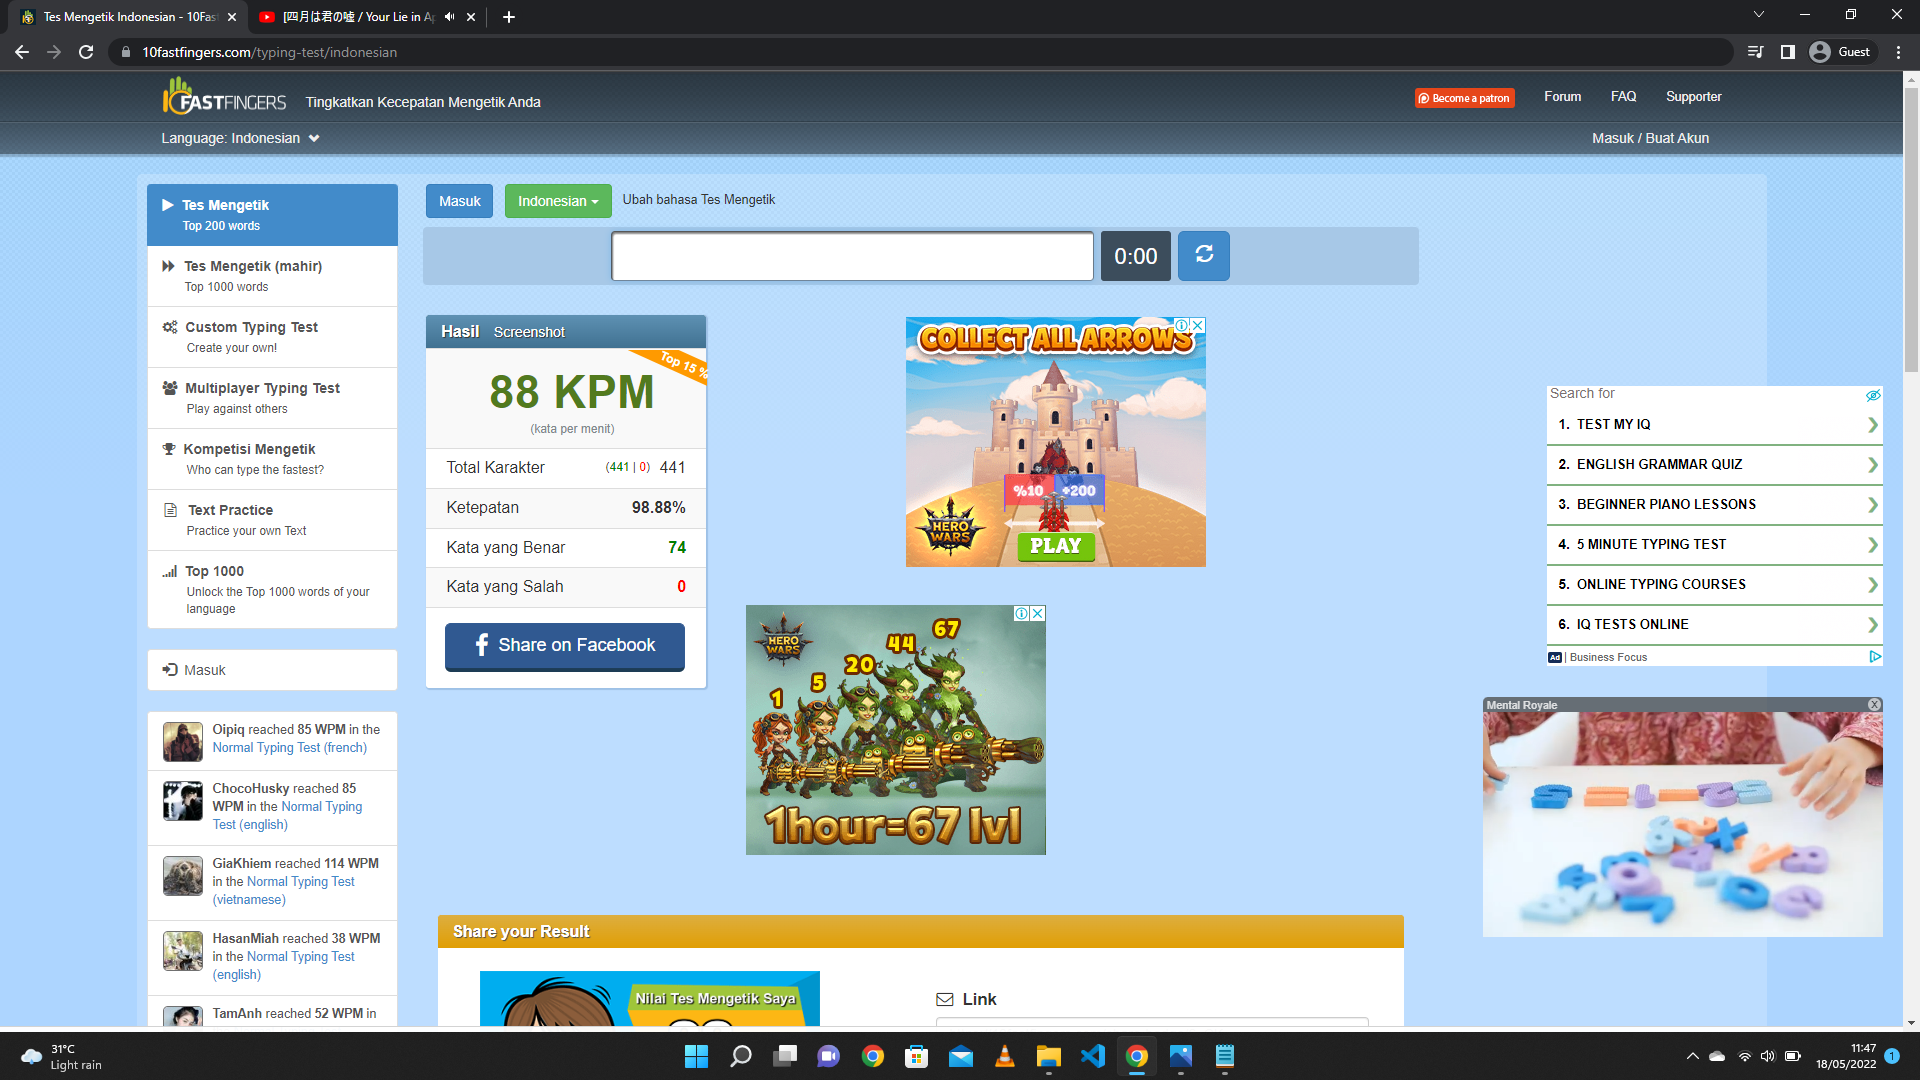 Tes Mengetik Indonesian - 10Fas
[四月は君の嘘 / Your Lie in Ap
10fastfingers.com/typing-test/indonesian
Guest
FASTFINGERS
Tingkatkan Kecepatan Mengetik Anda
Become a patron
Forum
FAQ
Supporter
Language: Indonesian
Masuk / Buat Akun
Tes Mengetik
Top 200 words
Tes Mengetik (mahir)
Top 1000 words
Custom Typing Test
Create your own!
Multiplayer Typing Test
Play against others
Kompetisi Mengetik
Who can type the fastest?
Text Practice
Practice your own Text
Top 1000
Unlock the Top 1000 words of your
language
Masuk
Oipiq reached 85 WPM in the
Normal Typing Test (french)
ChocoHusky reached 85
WPM in the Normal Typing
Test (english)
GiaKhiem reached 114 WPM
in the Normal Typing Test
(vietnamese)
HasanMiah reached 38 WPM
in the Normal Typing Test
(english)
TamAnh reached 52 WPM in
Masuk
Indonesian
Ubah bahasa Tes Mengetik
0:00
Hasil Screenshot
Top 15 %
88 KPM
(kata per menit)
Total Karakter (441 | 0) 441
Ketepatan 98.88%
Kata yang Benar 74
Kata yang Salah 0
Share on Facebook
COLLECT ALL ARROWS
%10 +200
HERO
WARS
PLAY
HERO
WARS
1 5 20 44 67
1hour=67 lvl
Search for
1. TEST MY IQ
2. ENGLISH GRAMMAR QUIZ
3. BEGINNER PIANO LESSONS
4. 5 MINUTE TYPING TEST
5. ONLINE TYPING COURSES
6. IQ TESTS ONLINE
Ad | Business Focus
Mental Royale
Share your Result
Nilai Tes Mengetik Saya
Link
31°C
Light rain
11:47
18/05/2022
1